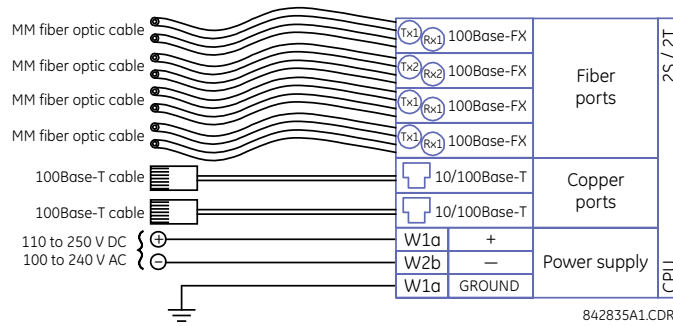 MM fiber optic cable Tx1 Rx1 100Base-FX
MM fiber optic cable Tx2 Rx2 100Base-FX
MM fiber optic cable Tx1 Rx1 100Base-FX
MM fiber optic cable Tx1 Rx1 100Base-FX
Fiber
ports
2S / 2T
100Base-T cable 10/100Base-T
100Base-T cable 10/100Base-T
Copper
ports
110 to 250 V DC
100 to 240 V AC
+ W1a +
– W2b —
W1a GROUND
Power supply
CPU
842835A1.CDR